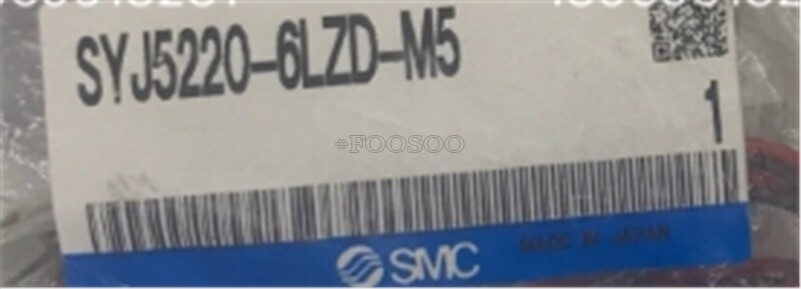 SYJ5220-6LZD-M5
1
#FOOSOO
SMC
MADE IN JAPAN